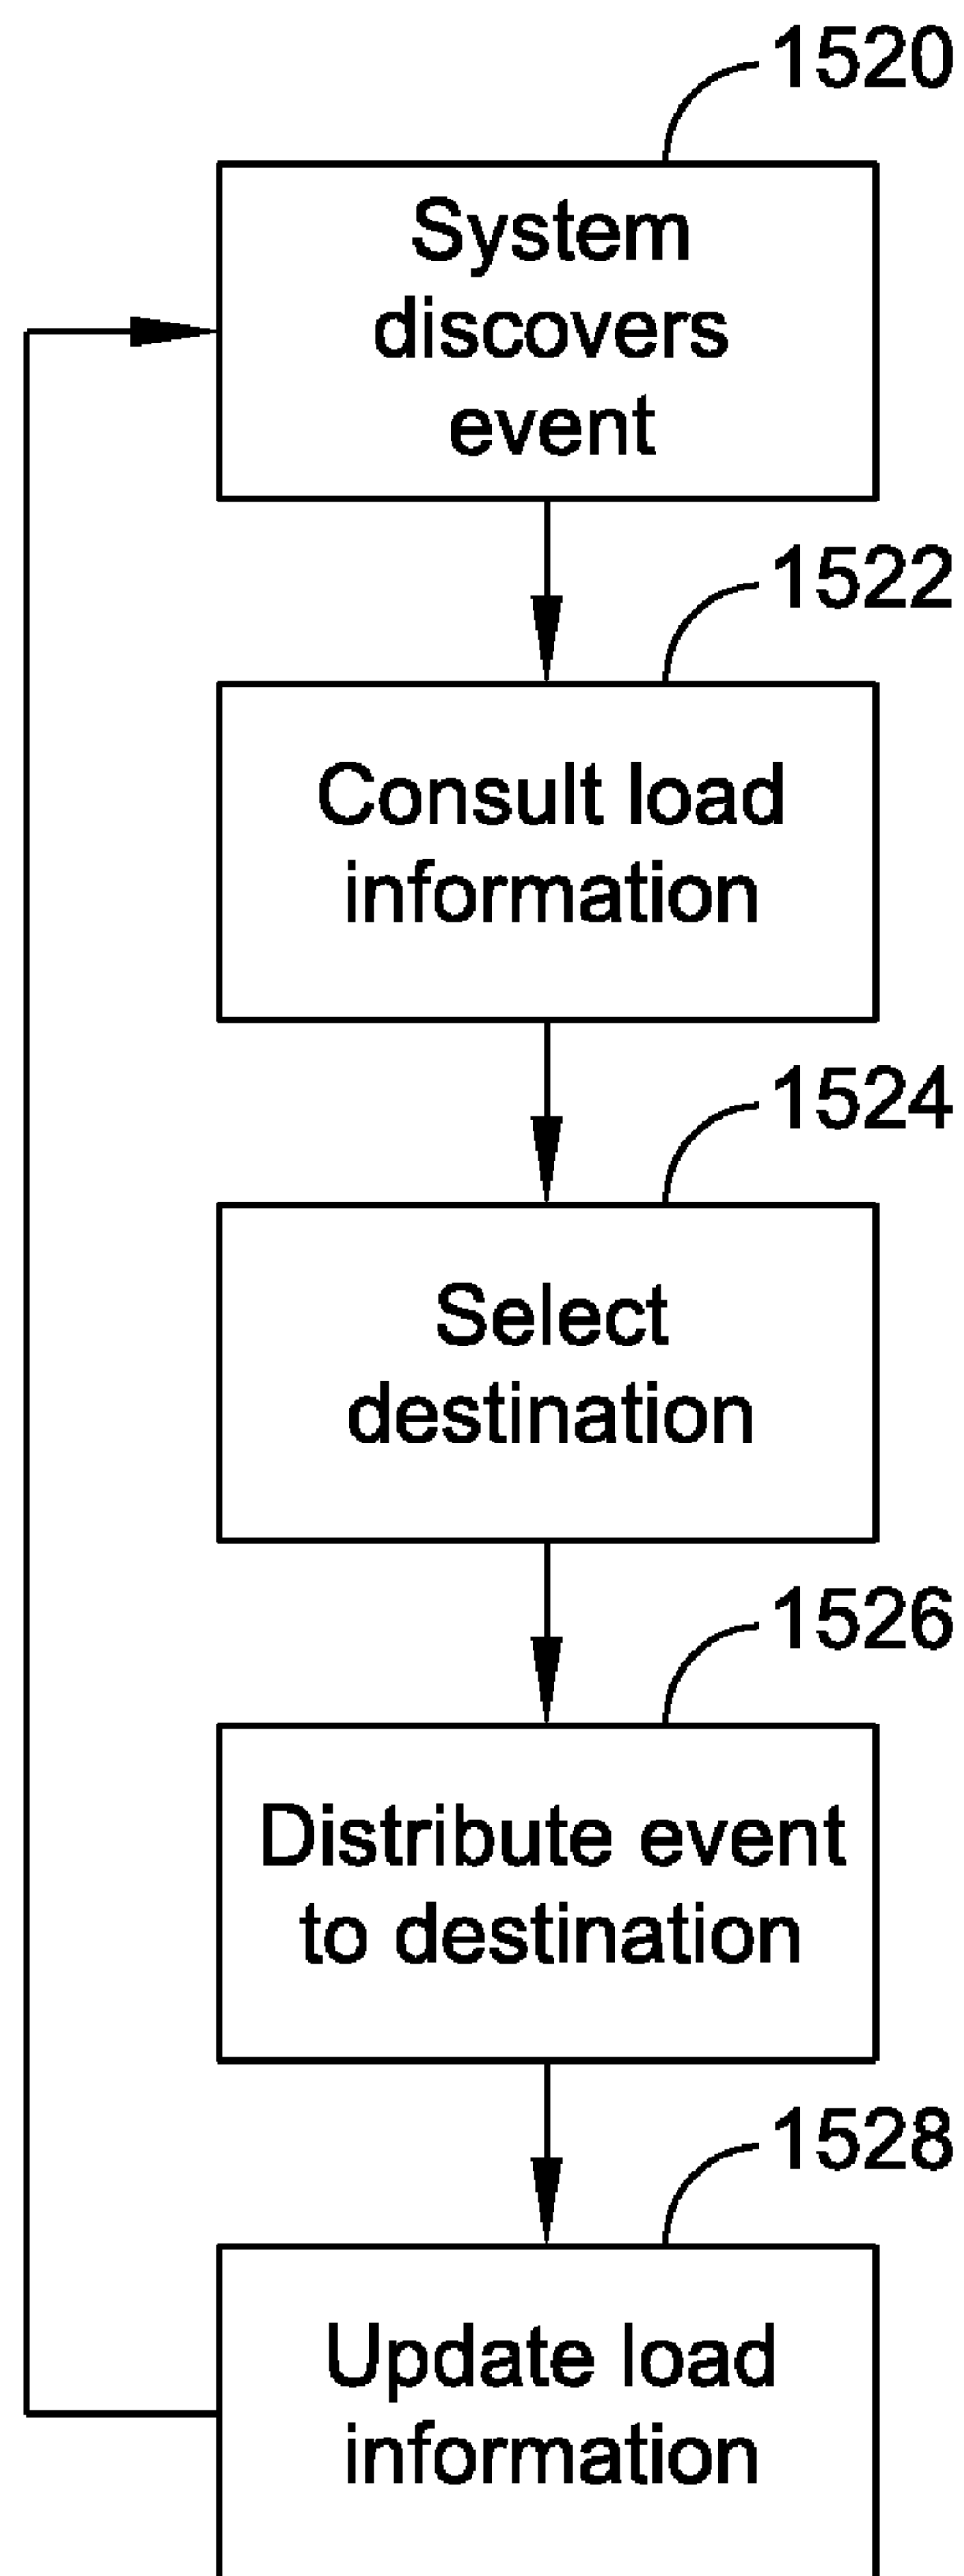 1520
System
discovers
event
1522
Consult load
information
1524
Select
destination
1526
Distribute event
to destination
1528
Update load
information